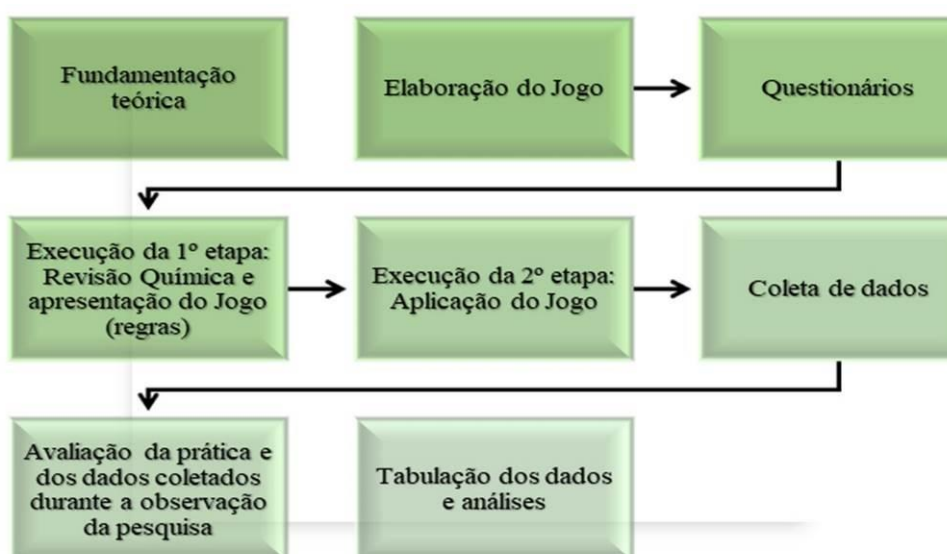 Fundamentação
teórica
Elaboração do Jogo
Questionários
Execução da 1º etapa:
Revisão Química e
apresentação do Jogo
(regras)
Execução da 2º etapa:
Aplicação do Jogo
Coleta de dados
Avaliação da prática e
dos dados coletados
durante a observação
da pesquisa
Tabulação dos dados
e análises